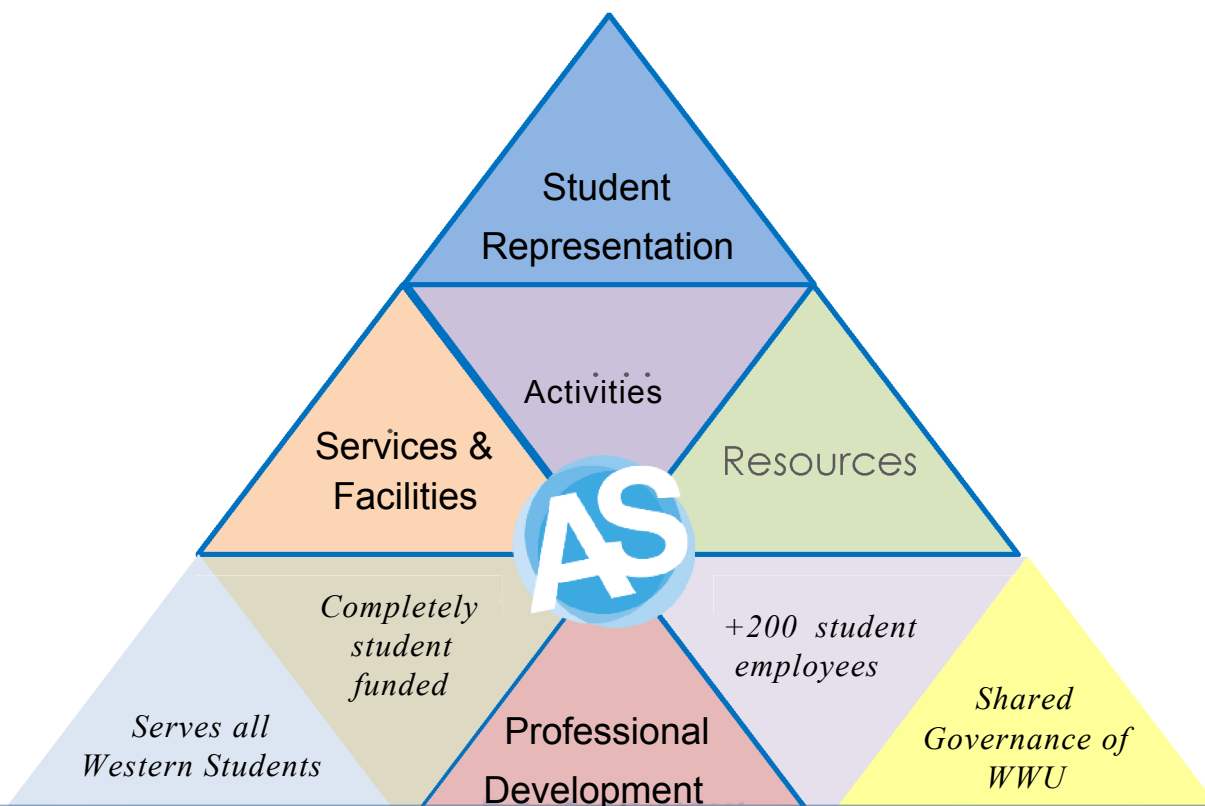 Student
Representation
Activities
Services &
Facilities
Resources
AS
Completely
student
funded
+200 student
employees
Serves all
Western Students
Professional
Development
Shared
Governance of
WWU